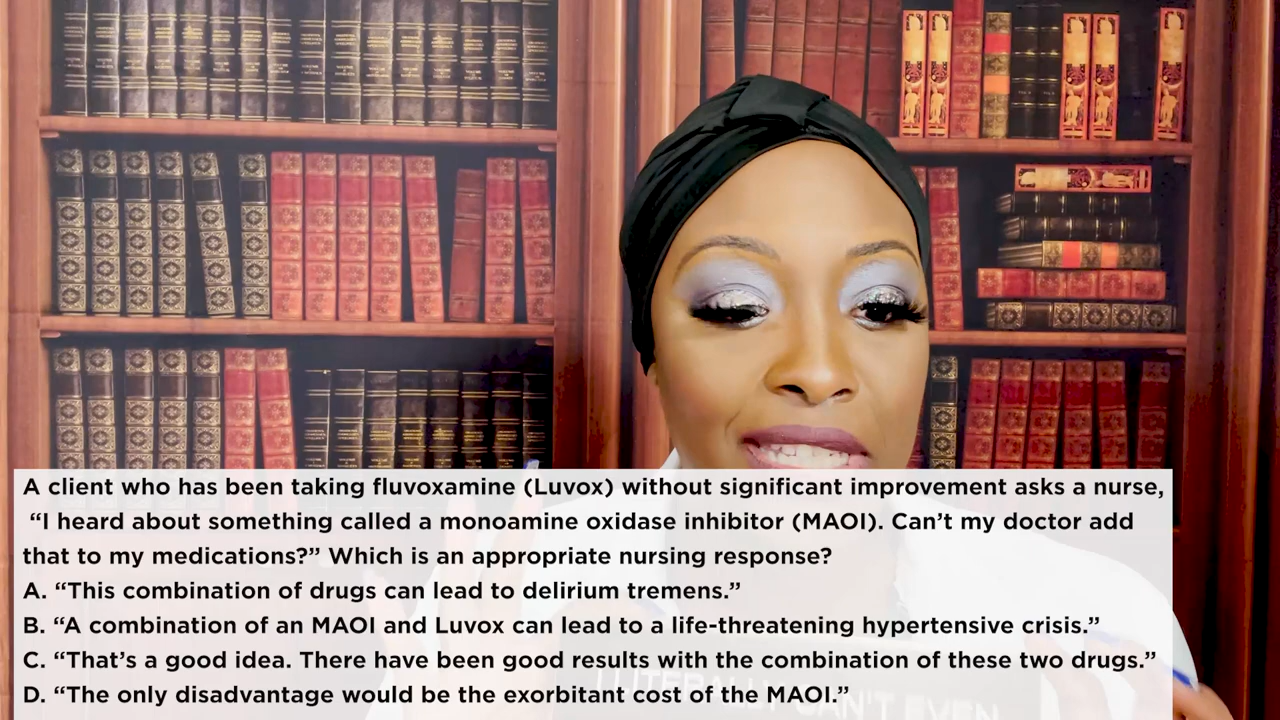 A client who has been taking fluvoxamine (Luvox) without significant improvement asks a nurse,
“I heard about something called a monoamine oxidase inhibitor (MAOI). Can’t my doctor add
that to my medications?” Which is an appropriate nursing response?
A. “This combination of drugs can lead to delirium tremens.”
B. “A combination of an MAOI and Luvox can lead to a life-threatening hypertensive crisis.”
C. “That’s a good idea. There have been good results with the combination of these two drugs.”
D. “The only disadvantage would be the exorbitant cost of the MAOI.”
I LITERALLY CAN'T EVEN